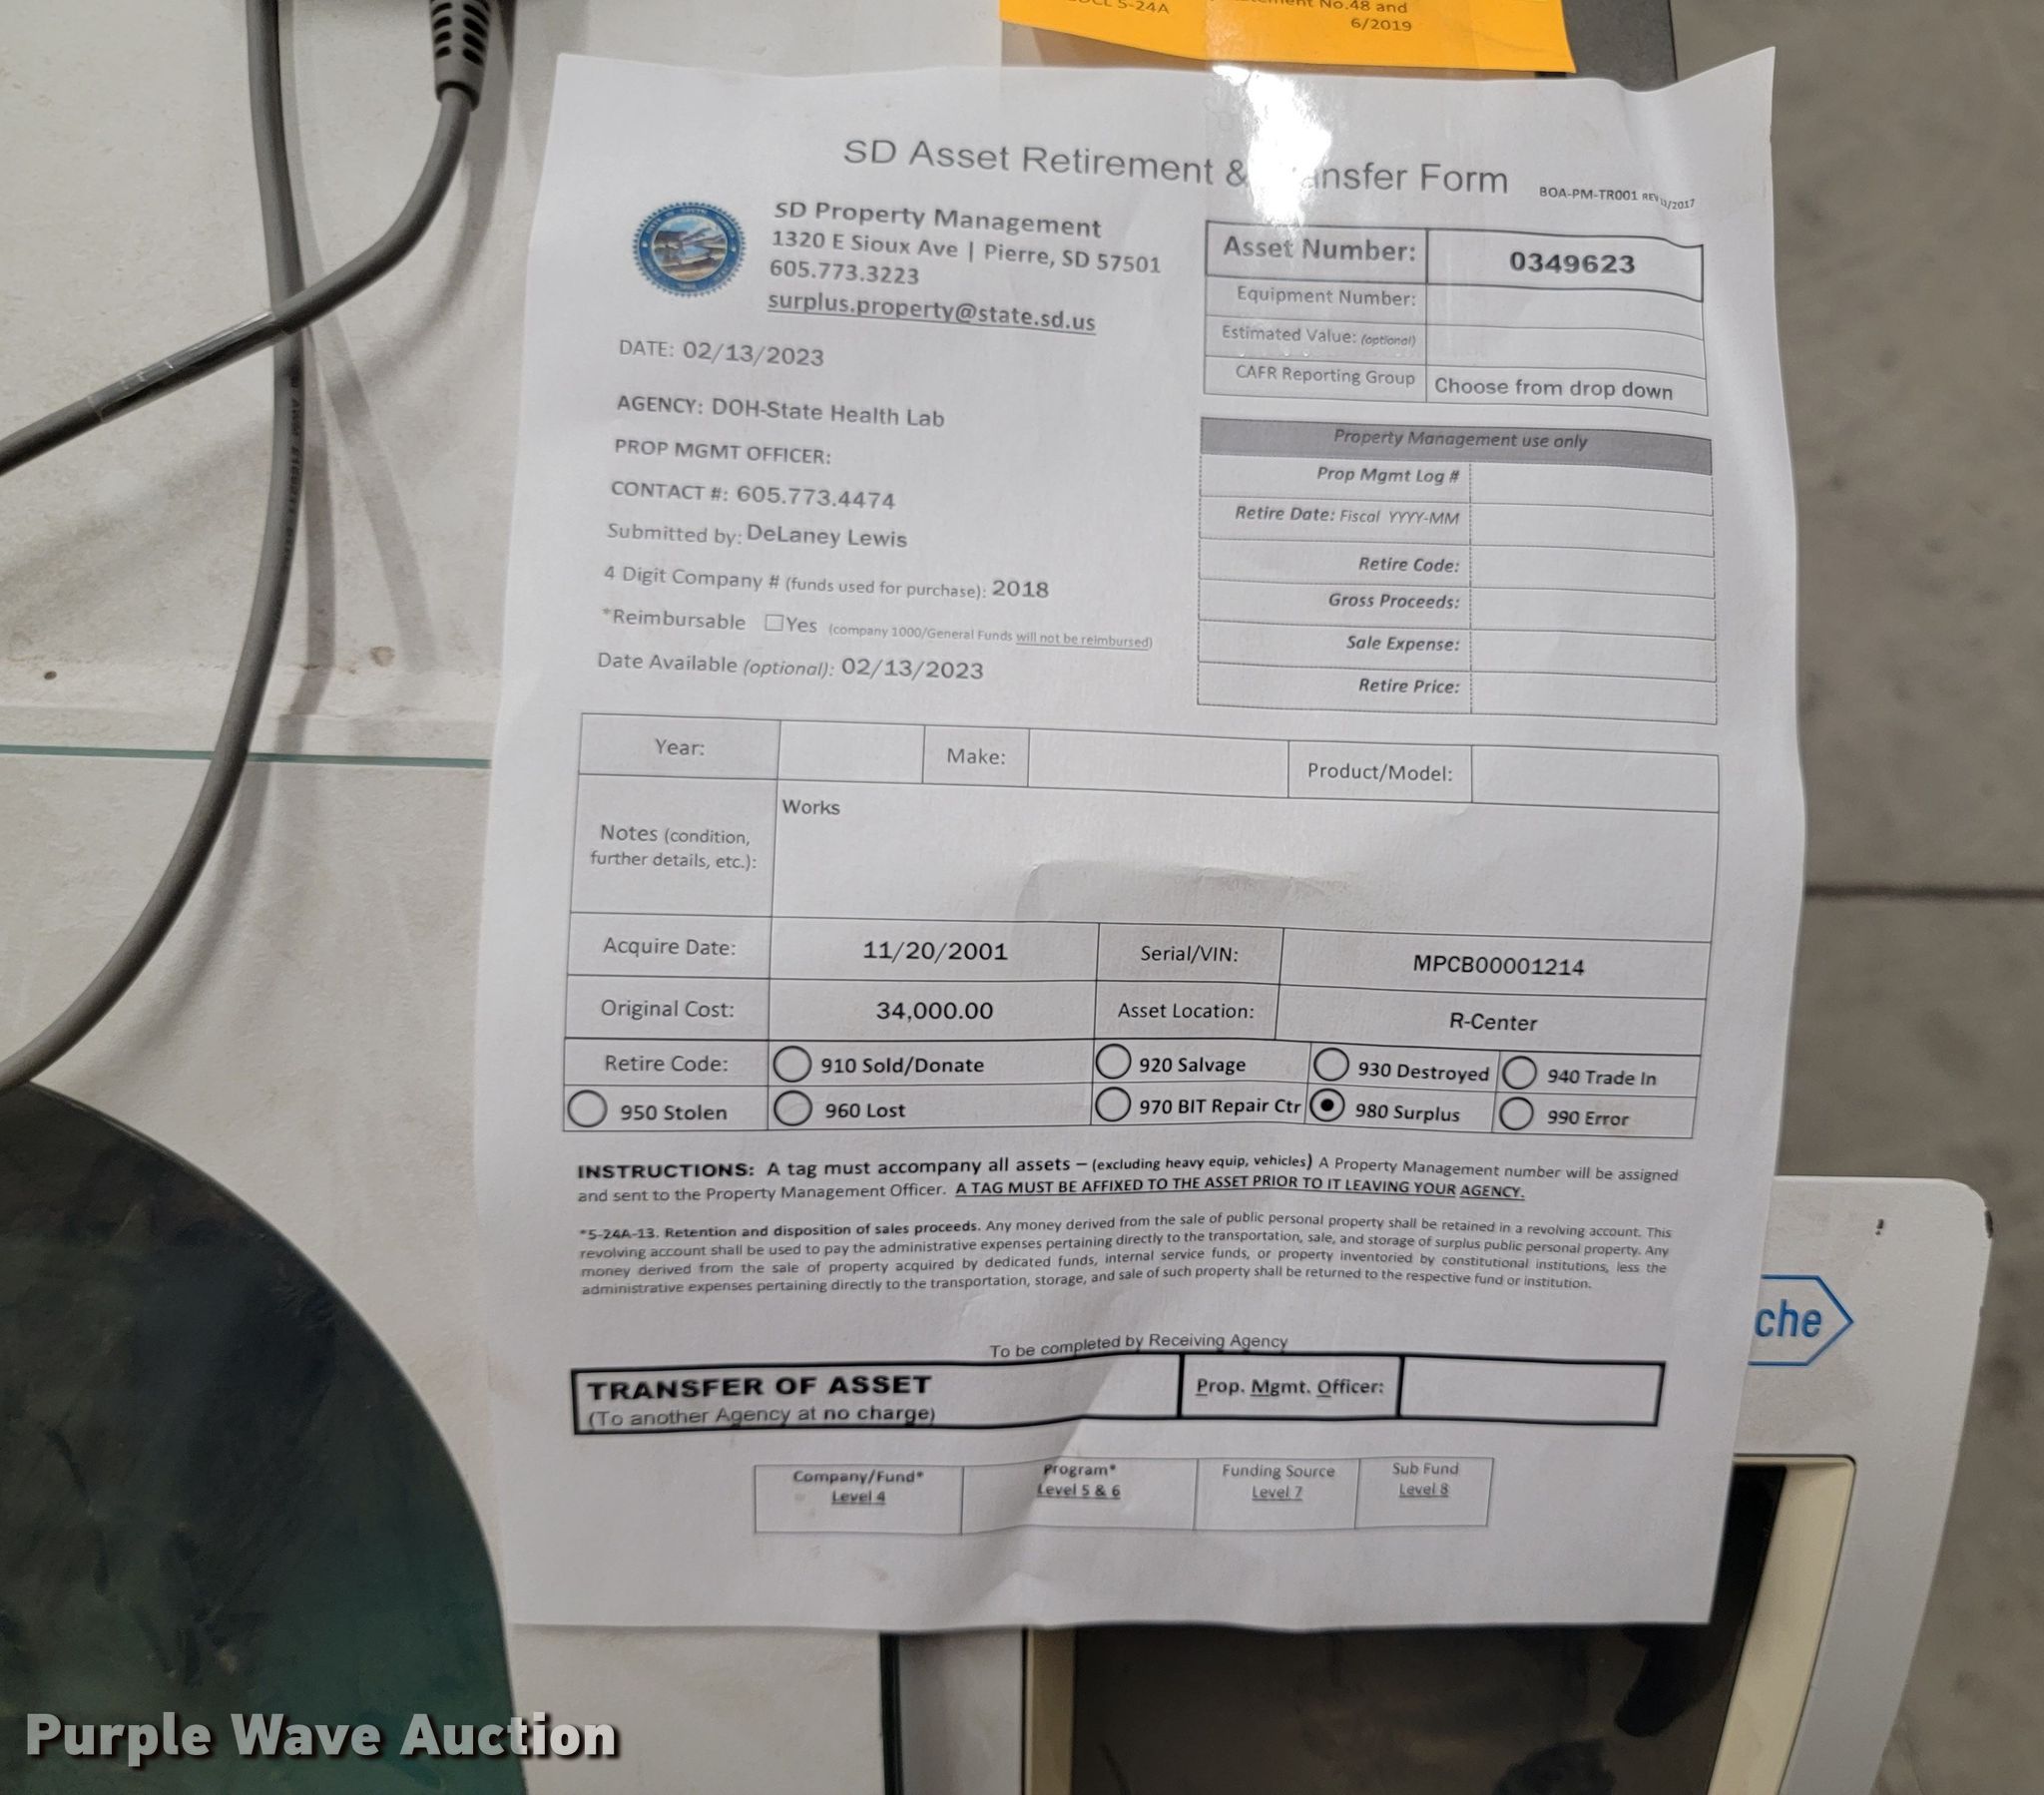 No.48 and
5-24A
6/2019
SD Asset Retirement & nsfer Form
BOA-PM-TR001 REV
SD Property Management
1320 E Sioux Ave | Pierre, SD 57501
605.773.3223
surplus.property@state.sd.us
Asset Number: 0349623
Equipment Number:
Estimated Value: (optional)
CAFR Reporting Group Choose from drop down
DATE: 02/13/2023
AGENCY: DOH-State Health Lab
PROP MGMT OFFICER:
CONTACT #: 605.773.4474
Submitted by: DeLaney Lewis
4 Digit Company # (funds used for purchase): 2018
*Reimbursable ☐Yes (company 1000/General Funds will not be reimbursed)
Date Available (optional): 02/13/2023
Property Management use only
Prop Mgmt Log #
Retire Date: Fiscal YYYY-MM
Retire Code:
Gross Proceeds:
Sale Expense:
Retire Price:
Year: Make: Product/Model:
Notes (condition, further details, etc.): Works
Acquire Date: 11/20/2001 Serial/VIN: MPCB00001214
Original Cost: 34,000.00 Asset Location: R-Center
Retire Code: 910 Sold/Donate 920 Salvage 930 Destroyed 940 Trade In
950 Stolen 960 Lost 970 BIT Repair Ctr 980 Surplus 990 Error
INSTRUCTIONS: A tag must accompany all assets – (excluding heavy equip, vehicles) A Property Management number will be assigned
and sent to the Property Management Officer. A TAG MUST BE AFFIXED TO THE ASSET PRIOR TO IT LEAVING YOUR AGENCY.
*5-24A-13. Retention and disposition of sales proceeds. Any money derived from the sale of public personal property shall be retained in a revolving account. This
revolving account shall be used to pay the administrative expenses pertaining directly to the transportation, sale, and storage of surplus public personal property. Any
money derived from the sale of property acquired by dedicated funds, internal service funds, or property inventoried by constitutional institutions, less the
administrative expenses pertaining directly to the transportation, storage, and sale of such property shall be returned to the respective fund or institution.
To be completed by Receiving Agency
TRANSFER OF ASSET
(To another Agency at no charge)
Prop. Mgmt. Officer:
Company/Fund* Program* Funding Source Sub Fund
Level 4 Level 5 & 6 Level 7 Level 8
che
Purple Wave Auction